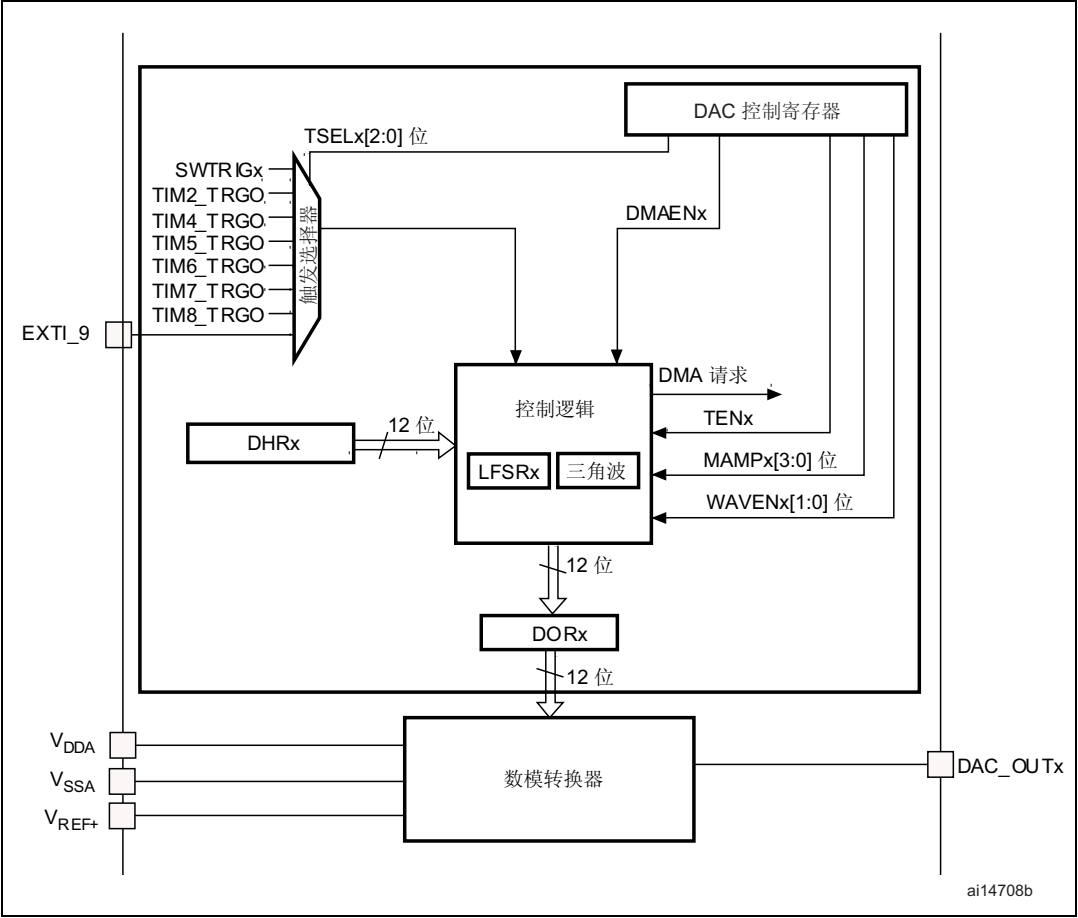 DAC 控制寄存器
TSELx[2:0] 位
SWTRIGx
TIM2_TRGO
TIM4_TRGO
TIM5_TRGO
TIM6_TRGO
TIM7_TRGO
TIM8_TRGO
触发选择器
DMAENx
EXTI_9
DMA 请求
控制逻辑
TENx
12 位
DHRx
MAMPx[3:0] 位
LFSRx
三角波
WAVENx[1:0] 位
12 位
DORx
12 位
VDDA
VSSA
VREF+
数模转换器
DAC_OUTx
ai14708b